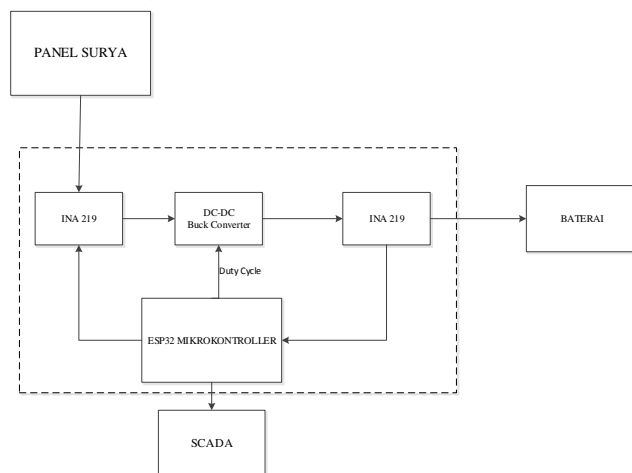 PANEL SURYA
INA 219
DC-DC
Buck Converter
INA 219
BATERAI
Duty Cycle
ESP32 MIKROKONTROLLER
SCADA